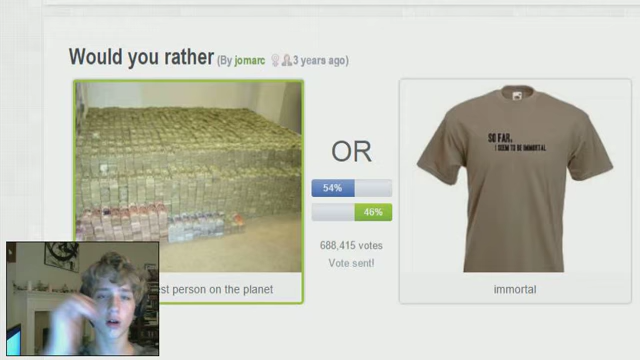 Would you rather (By jomarc 3 years ago)
OR
54%
46%
688,415 votes
Vote sent!
SO FAR,
I SEEM TO BE IMMORTAL
person on the planet
immortal